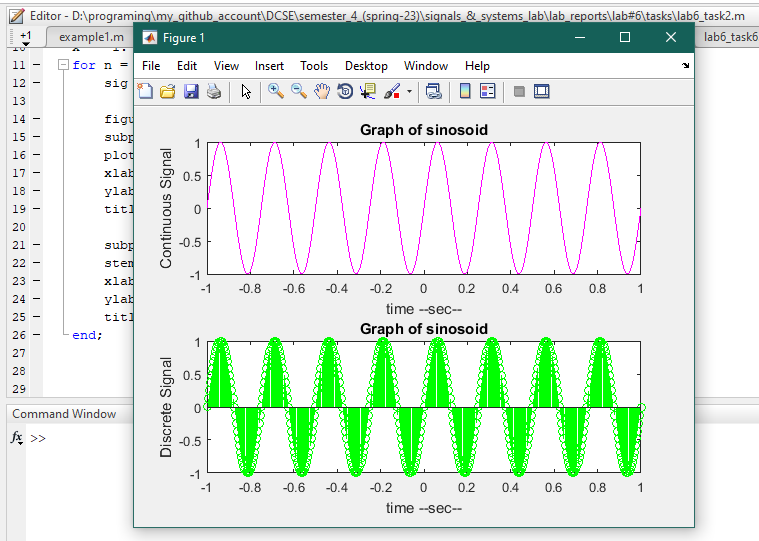 Editor - D:\programing\my_github_account\DCSE\semester_4_(spring-23)\signals_&_systems_lab\lab_reports\lab#6\tasks\lab6_task2.m
+1 example1.m lab6_task6
Figure 1
File Edit View Insert Tools Desktop Window Help
11 for n =
12 sig
13
14 figu
15 subp
16 plot
17 xlab
18 ylab
19 titl
20
21 subp
22 stem
23 xlab
24 ylab
25 titl
26 end;
27
28
29
Command Window
fx >>
Graph of sinosoid
Continuous Signal
1
0.5
0
-0.5
-1
-1 -0.8 -0.6 -0.4 -0.2 0 0.2 0.4 0.6 0.8 1
time --sec--
Graph of sinosoid
Discrete Signal
1
0.5
0
-0.5
-1
-1 -0.8 -0.6 -0.4 -0.2 0 0.2 0.4 0.6 0.8 1
time --sec--